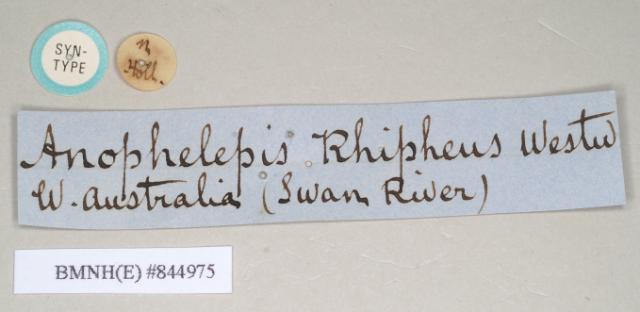 SYN-
TYPE
Anophelepis Rhipheus Westw
W. Australia (Swan River)
BMNH(E) #844975